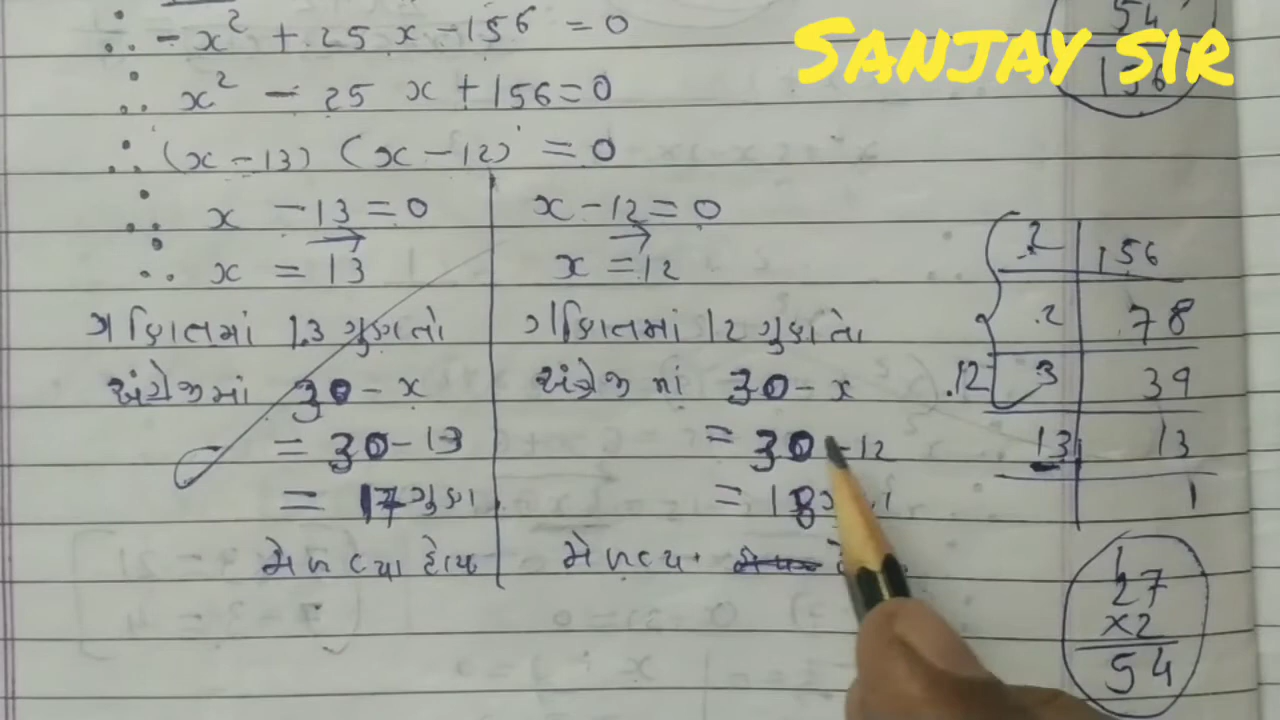 ∴ -x² + 25x - 156 = 0
54
156
SANJAY SIR
∴ x² - 25x + 156 = 0
∴ (x - 13) (x - 12) = 0
∴ x - 13 = 0
∴ x = 13
ગણિતમાં 13 ગુણ તો
અંગ્રેજીમાં 30 - x
= 30 - 13
= 17 ગુણ
મેળવ્યા હોય
x - 12 = 0
x = 12
ગણિતમાં 12 ગુણ તો
અંગ્રેજીમાં 30 - x
= 30 - 12
= 18
મેળવ્યા
2 | 156
2 | 78
12 3 | 39
13 | 13
1
1
27
×2
54